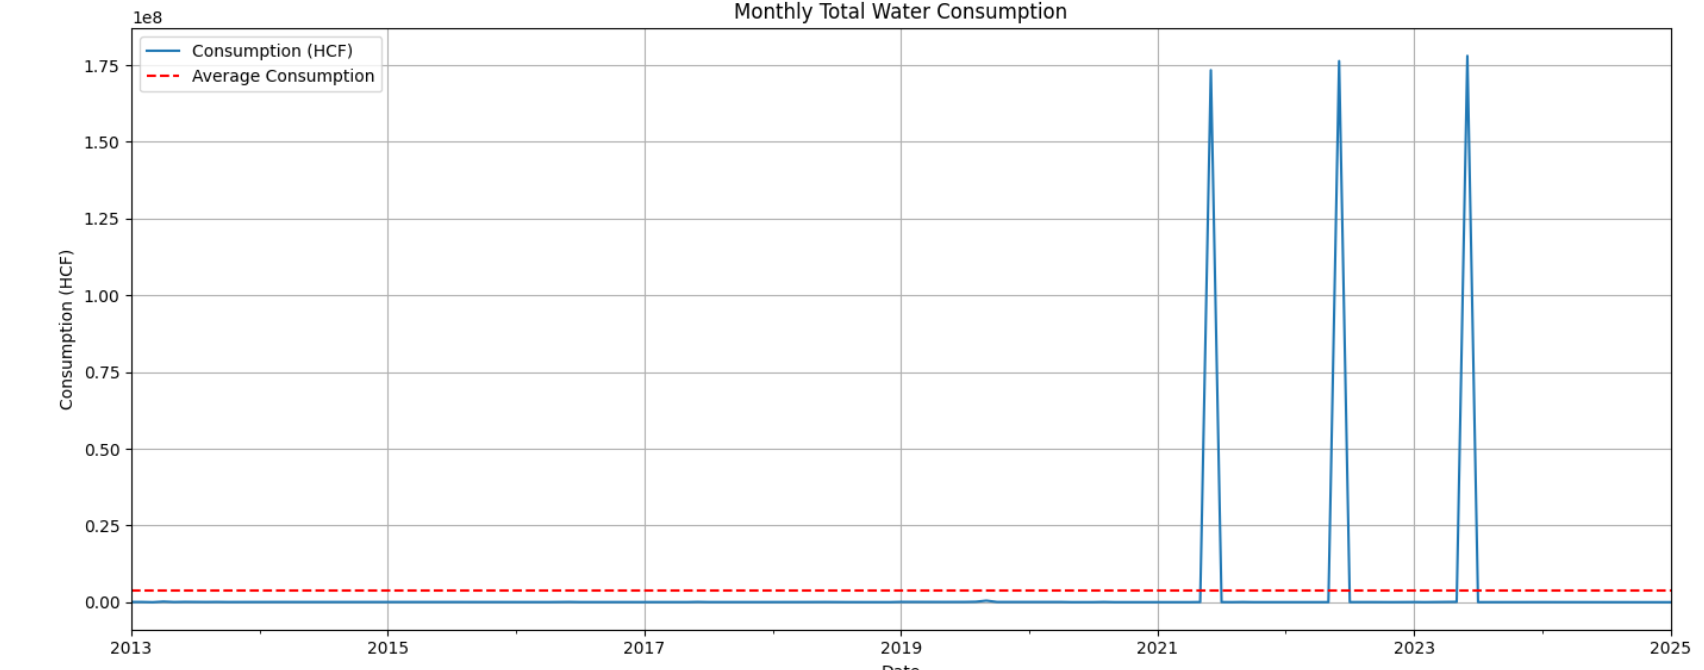 Monthly Total Water Consumption
1e8
Consumption (HCF)
Average Consumption
1.75
1.50
1.25
1.00
0.75
0.50
0.25
0.00
Consumption (HCF)
2013 2015 2017 2019 2021 2023 2025
Date